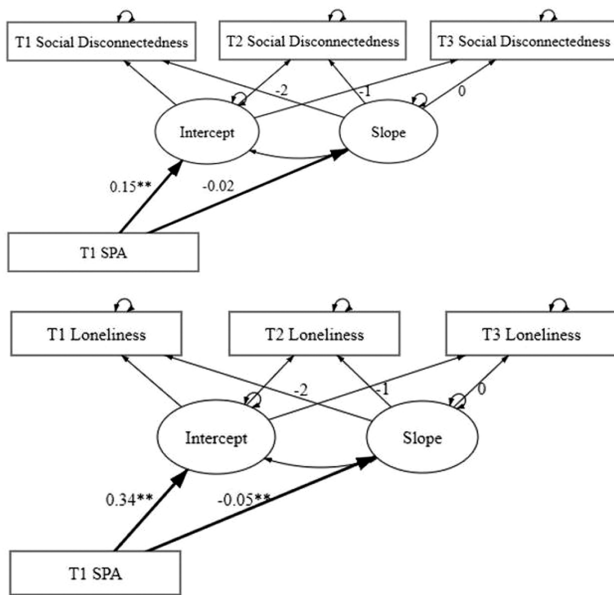 T1 Social Disconnectedness
T2 Social Disconnectedness
T3 Social Disconnectedness
-2
-1
0
Intercept
Slope
0.15**
-0.02
T1 SPA
T1 Loneliness
T2 Loneliness
T3 Loneliness
-2
-1
0
Intercept
Slope
0.34**
-0.05**
T1 SPA